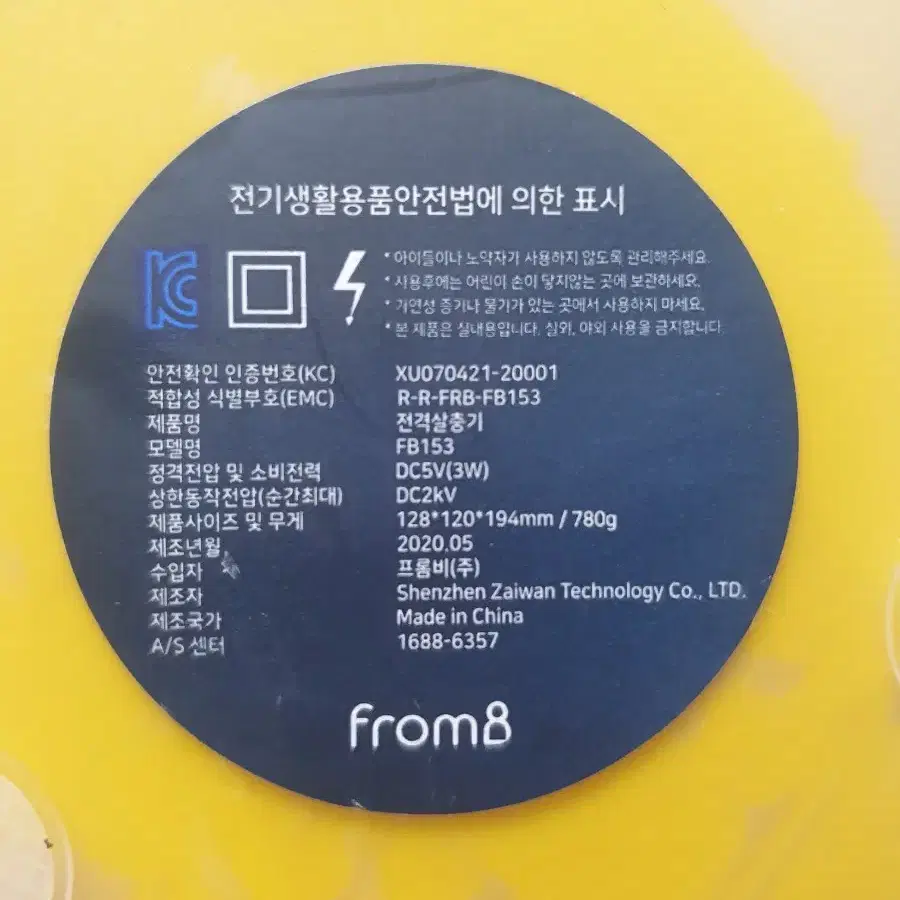 전기생활용품안전법에 의한 표시
* 아이들이나 노약자가 사용하지 않도록 관리해주세요.
* 사용후에는 어린이 손이 닿지않는 곳에 보관하세요.
* 가연성 증기나 물기가 있는 곳에서 사용하지 마세요.
* 본 제품은 실내용입니다. 실외, 야외 사용을 금지합니다.
안전확인 인증번호(KC) XU070421-20001
적합성 식별부호(EMC) R-R-FRB-FB153
제품명 전격살충기
모델명 FB153
정격전압 및 소비전력 DC5V(3W)
상한동작전압(순간최대) DC2kV
제품사이즈 및 무게 128*120*194mm / 780g
제조년월 2020.05
수입자 프롬비(주)
제조자 Shenzhen Zaiwan Technology Co., LTD.
제조국가 Made in China
A/S 센터 1688-6357
fromB